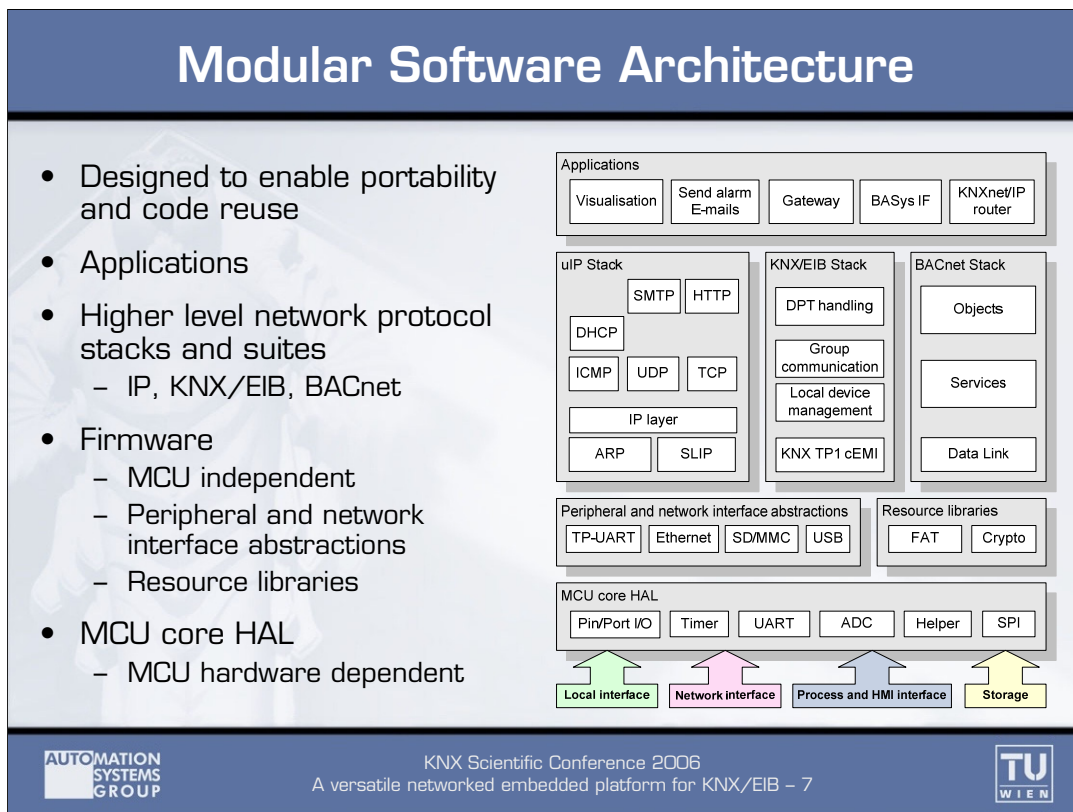 Modular Software Architecture
• Designed to enable portability
and code reuse
• Applications
• Higher level network protocol
stacks and suites
– IP, KNX/EIB, BACnet
• Firmware
– MCU independent
– Peripheral and network
interface abstractions
– Resource libraries
• MCU core HAL
– MCU hardware dependent
Applications
Visualisation
Send alarm
E-mails
Gateway
BASys IF
KNXnet/IP
router
uIP Stack
SMTP
HTTP
DHCP
ICMP
UDP
TCP
IP layer
ARP
SLIP
KNX/EIB Stack
DPT handling
Group
communication
Local device
management
KNX TP1 cEMI
BACnet Stack
Objects
Services
Data Link
Peripheral and network interface abstractions
TP-UART
Ethernet
SD/MMC
USB
Resource libraries
FAT
Crypto
MCU core HAL
Pin/Port I/O
Timer
UART
ADC
Helper
SPI
Local interface
Network interface
Process and HMI interface
Storage
AUTOMATION
SYSTEMS
GROUP
KNX Scientific Conference 2006
A versatile networked embedded platform for KNX/EIB – 7
TU
WIEN